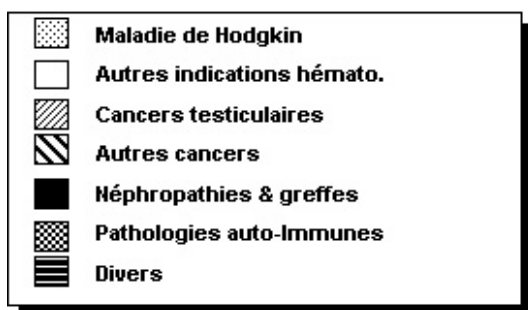 Maladie de Hodgkin
Autres indications hémato.
Cancers testiculaires
Autres cancers
Néphropathies & greffes
Pathologies auto-Immunes
Divers